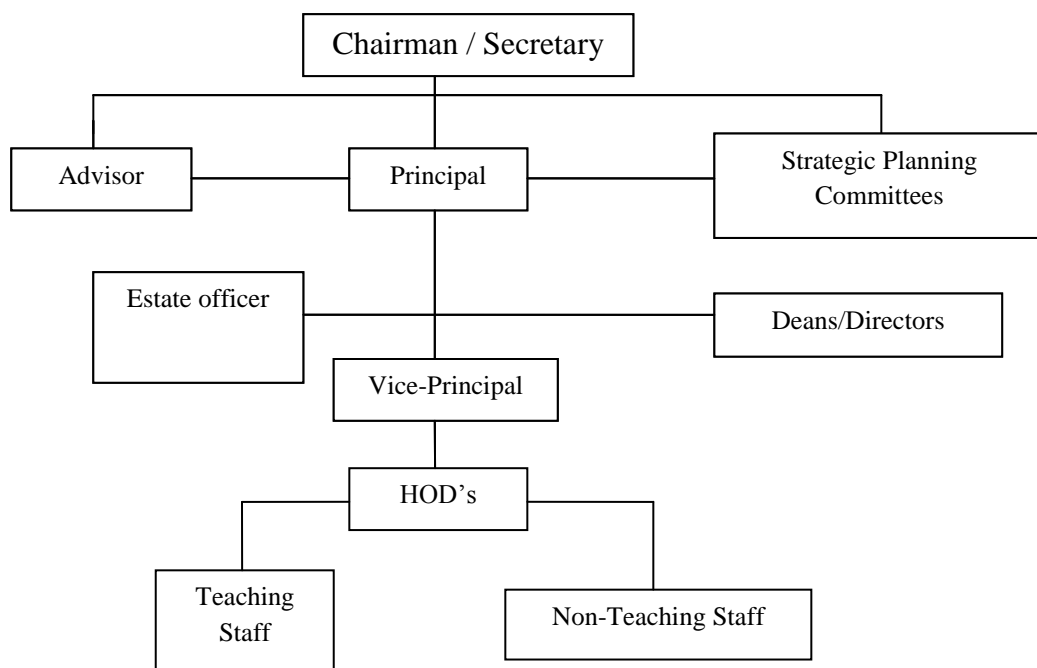 Chairman / Secretary
Advisor
Principal
Strategic Planning
Committees
Estate officer
Deans/Directors
Vice-Principal
HOD’s
Teaching
Staff
Non-Teaching Staff